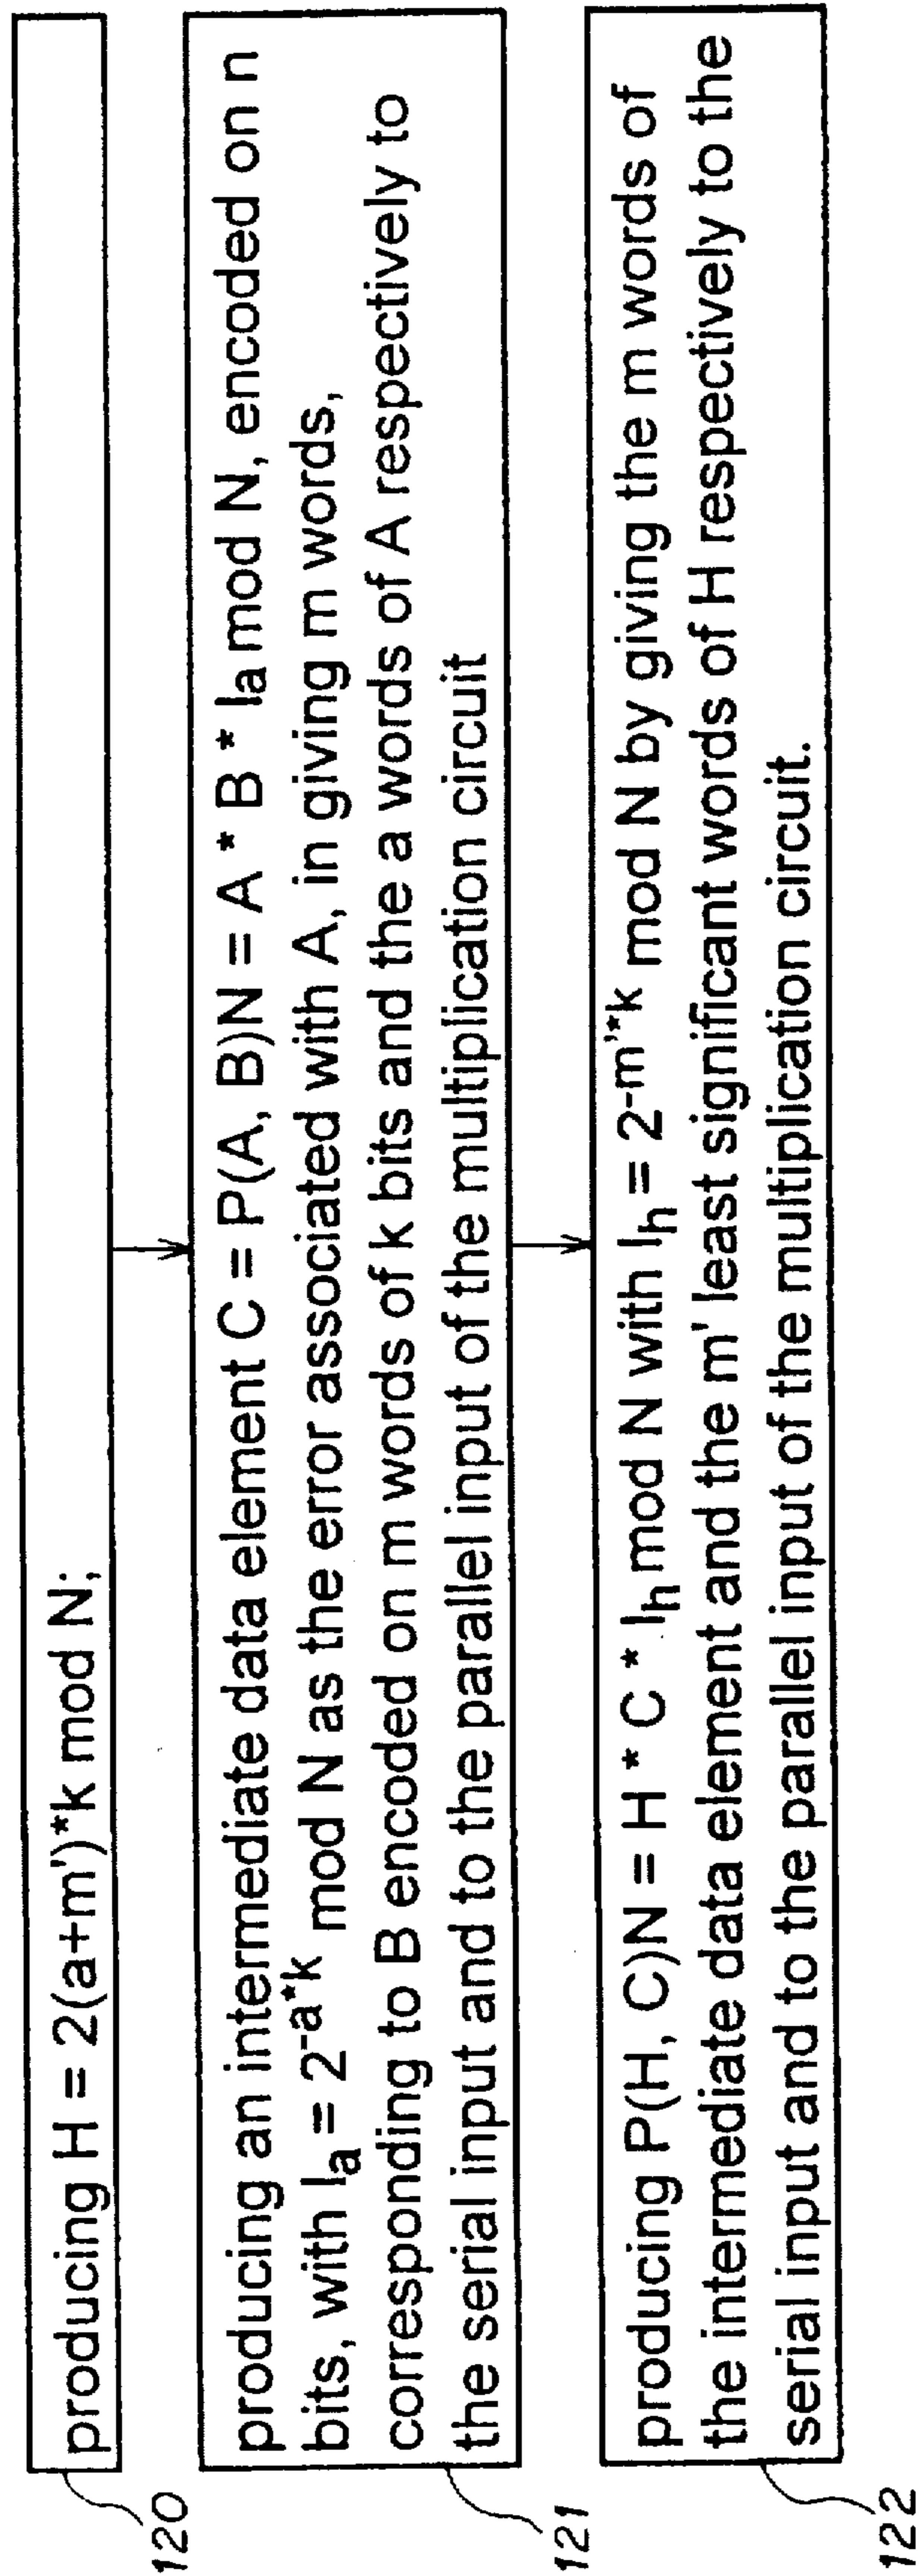 producing H = 2(a+m')*k mod N;
120
producing an intermediate data element C = P(A, B)N = A * B * Ia mod N, encoded on n
bits, with Ia = 2-a*k mod N as the error associated with A, in giving m words,
corresponding to B encoded on m words of k bits and the a words of A respectively to
the serial input and to the parallel input of the multiplication circuit
121
producing P(H, C)N = H * C * Ih mod N with Ih = 2-m'*k mod N by giving the m words of
the intermediate data element and the m' least significant words of H respectively to the
serial input and to the parallel input of the multiplication circuit.
122